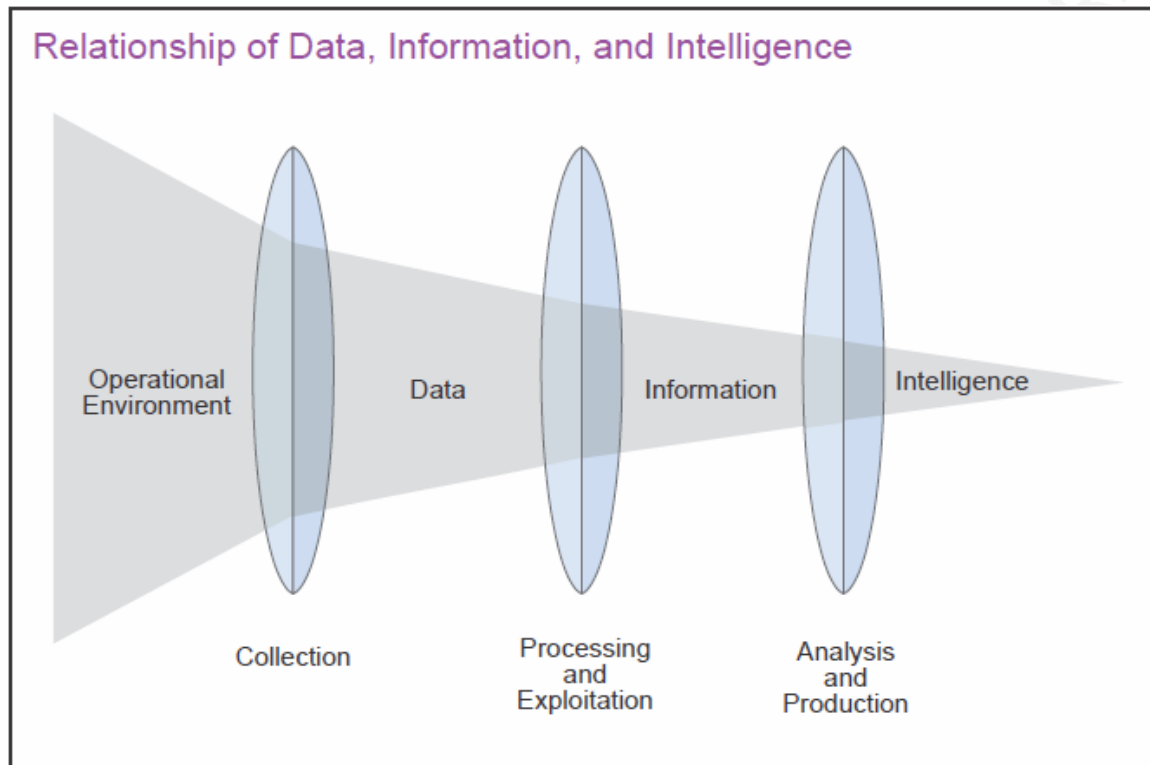 Relationship of Data, Information, and Intelligence
Operational
Environment
Data
Information
Intelligence
Collection
Processing
and
Exploitation
Analysis
and
Production